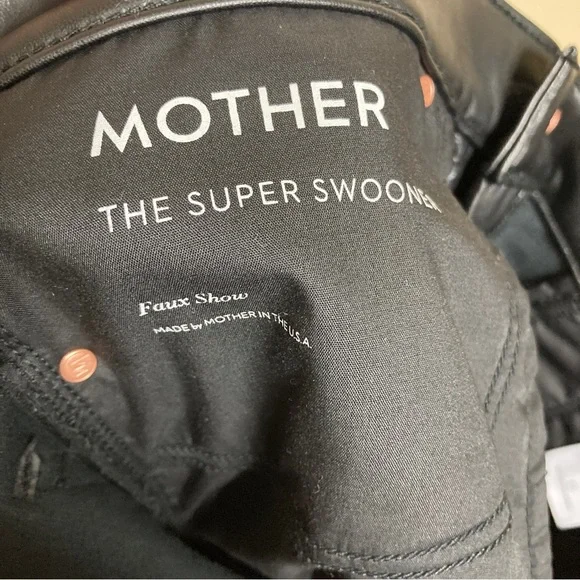 MOTHER
THE SUPER SWOONER
Faux Show
MADE by MOTHER IN THE U.S.A.